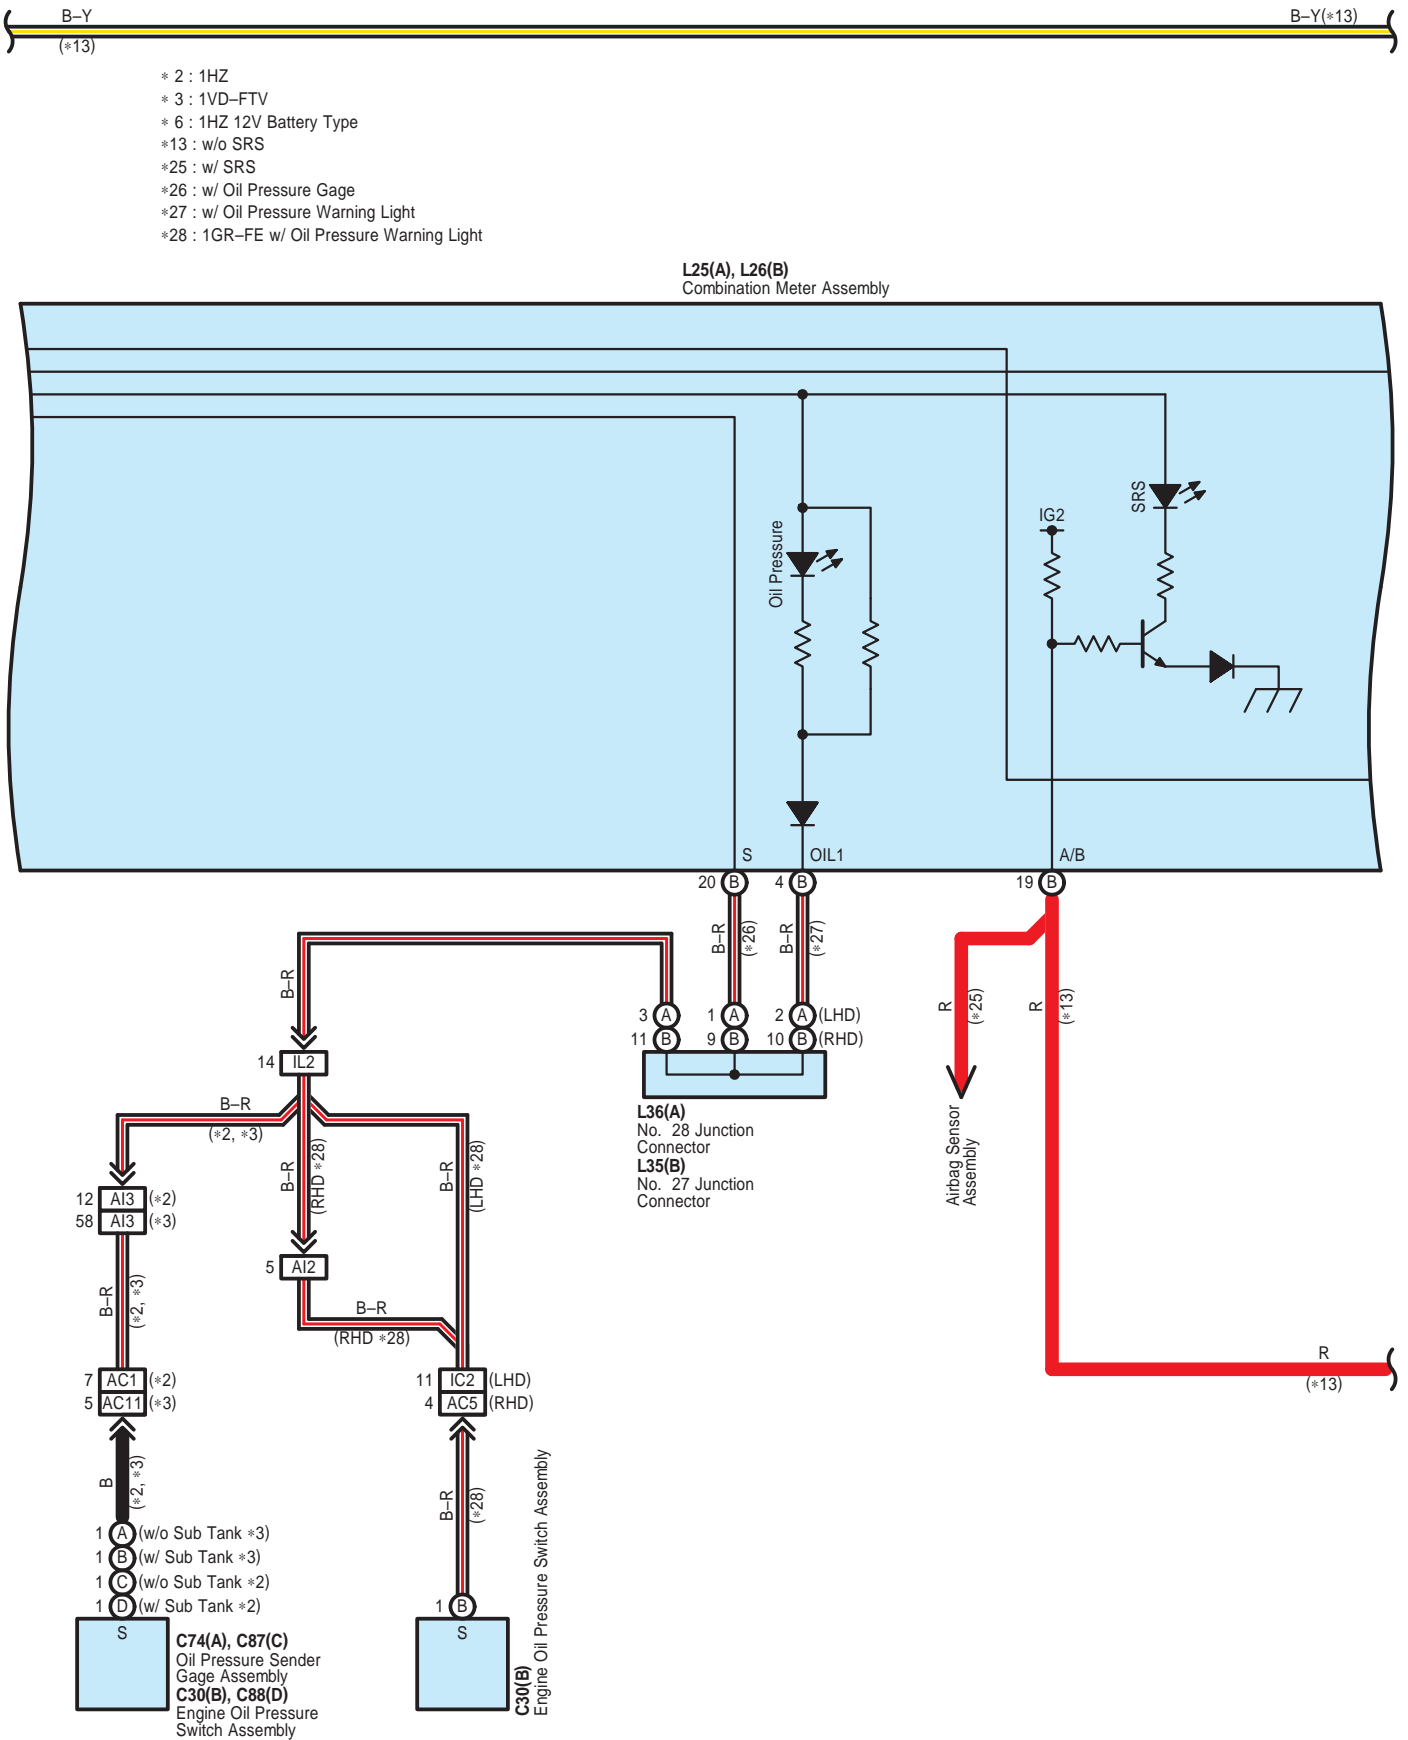 B–Y
(*13)
B–Y(*13)
* 2 : 1HZ
* 3 : 1VD–FTV
* 6 : 1HZ 12V Battery Type
*13 : w/o SRS
*25 : w/ SRS
*26 : w/ Oil Pressure Gage
*27 : w/ Oil Pressure Warning Light
*28 : 1GR–FE w/ Oil Pressure Warning Light
L25(A), L26(B)
Combination Meter Assembly
Oil Pressure
IG2
SRS
S
OIL1
A/B
20 B
4 B
19 B
B–R
(*26)
B–R
(*27)
B–R
R
(*25)
R
(*13)
3 A
1 A
2 A (LHD)
11 B
9 B
10 B (RHD)
14 IL2
L36(A)
No. 28 Junction
Connector
L35(B)
No. 27 Junction
Connector
Airbag Sensor
Assembly
B–R
(*2, *3)
B–R
(RHD *28)
B–R
(LHD *28)
12 AI3 (*2)
58 AI3 (*3)
5 AI2
B–R
(*2, *3)
B–R
(RHD *28)
R
(*13)
7 AC1 (*2)
5 AC11 (*3)
11 IC2 (LHD)
4 AC5 (RHD)
B
(*2, *3)
B–R
(*28)
1 A (w/o Sub Tank *3)
1 B (w/ Sub Tank *3)
1 C (w/o Sub Tank *2)
1 D (w/ Sub Tank *2)
1 B
S
S
C74(A), C87(C)
Oil Pressure Sender
Gage Assembly
C30(B), C88(D)
Engine Oil Pressure
Switch Assembly
C30(B)
Engine Oil Pressure Switch Assembly